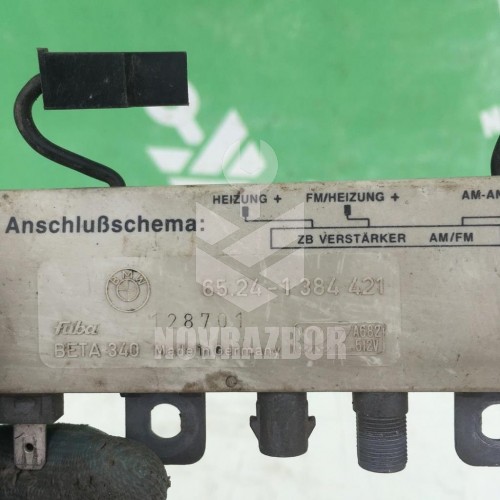 HEIZUNG + FM/HEIZUNG + AM-AN
Anschlußschema:
ZB VERSTÄRKER AM/FM
BMW
65.24-1 384 421
fuba
128701
BETA 340 Made in Germany
NOVRAZBOR